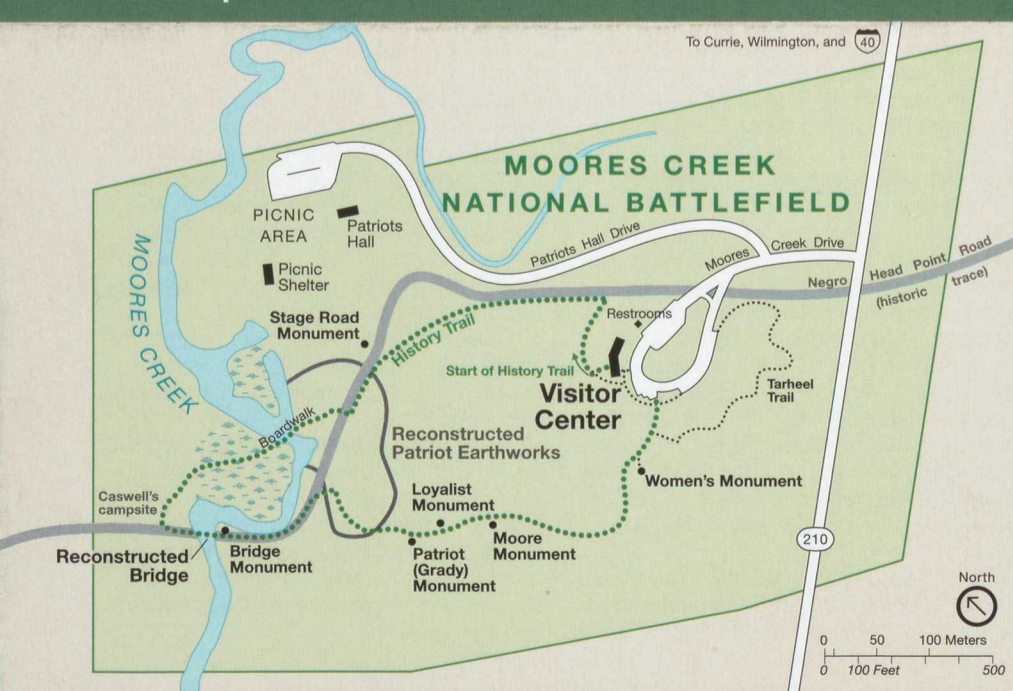 To Currie, Wilmington, and 40
MOORES CREEK
NATIONAL BATTLEFIELD
PICNIC
AREA
Patriots
Hall
Patriots Hall Drive
Moores Creek Drive
Negro Head Point Road
(historic trace)
Picnic
Shelter
MOORES CREEK
Stage Road
Monument
History Trail
Restrooms
Start of History Trail
Visitor
Center
Tarheel
Trail
Boardwalk
Reconstructed
Patriot Earthworks
Women's Monument
Caswell's
campsite
Loyalist
Monument
Moore
Monument
Patriot
(Grady)
Monument
Reconstructed
Bridge
Bridge
Monument
210
North
0 50 100 Meters
0 100 Feet 500